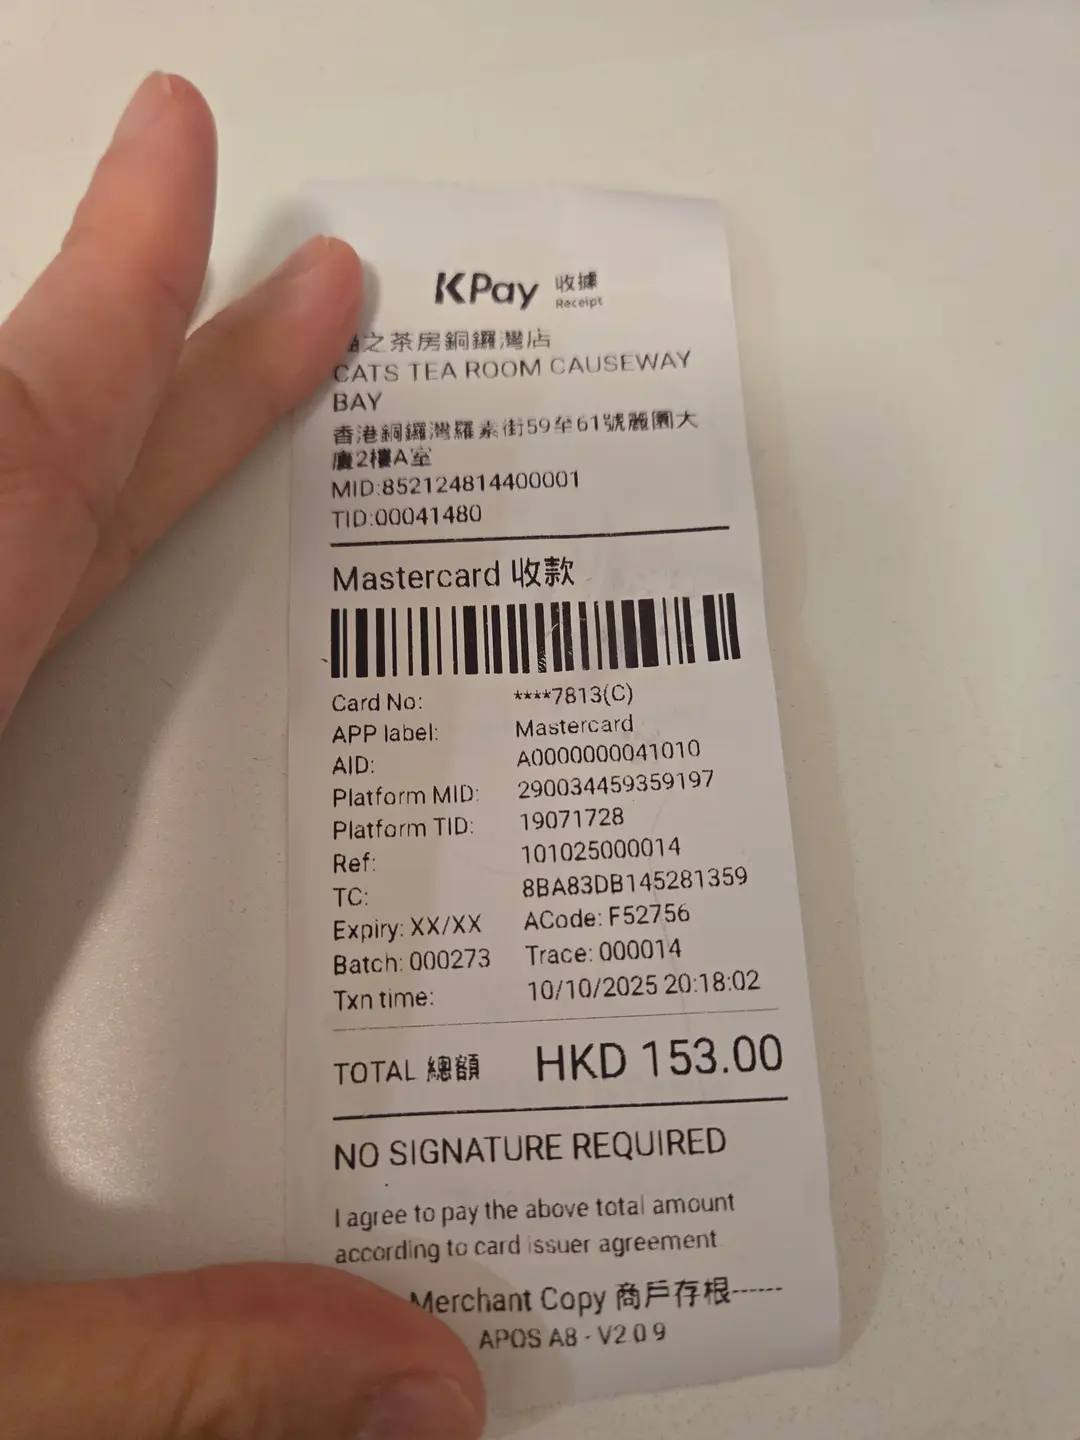 KPay 收據
Receipt
之茶房銅鑼灣店
CATS TEA ROOM CAUSEWAY
BAY
香港銅鑼灣羅素街59至61號麗園大
廈2樓A室
MID:852124814400001
TID:00041480
Mastercard 收款
Card No: ****7813(C)
APP label: Mastercard
AID: A0000000041010
Platform MID: 290034459359197
Platform TID: 19071728
Ref: 101025000014
TC: 8BA83DB145281359
Expiry: XX/XX ACode: F52756
Batch: 000273 Trace: 000014
Txn time: 10/10/2025 20:18:02
TOTAL 總額 HKD 153.00
NO SIGNATURE REQUIRED
I agree to pay the above total amount
according to card issuer agreement
Merchant Copy 商戶存根------
APOS A8 - V2 0 9